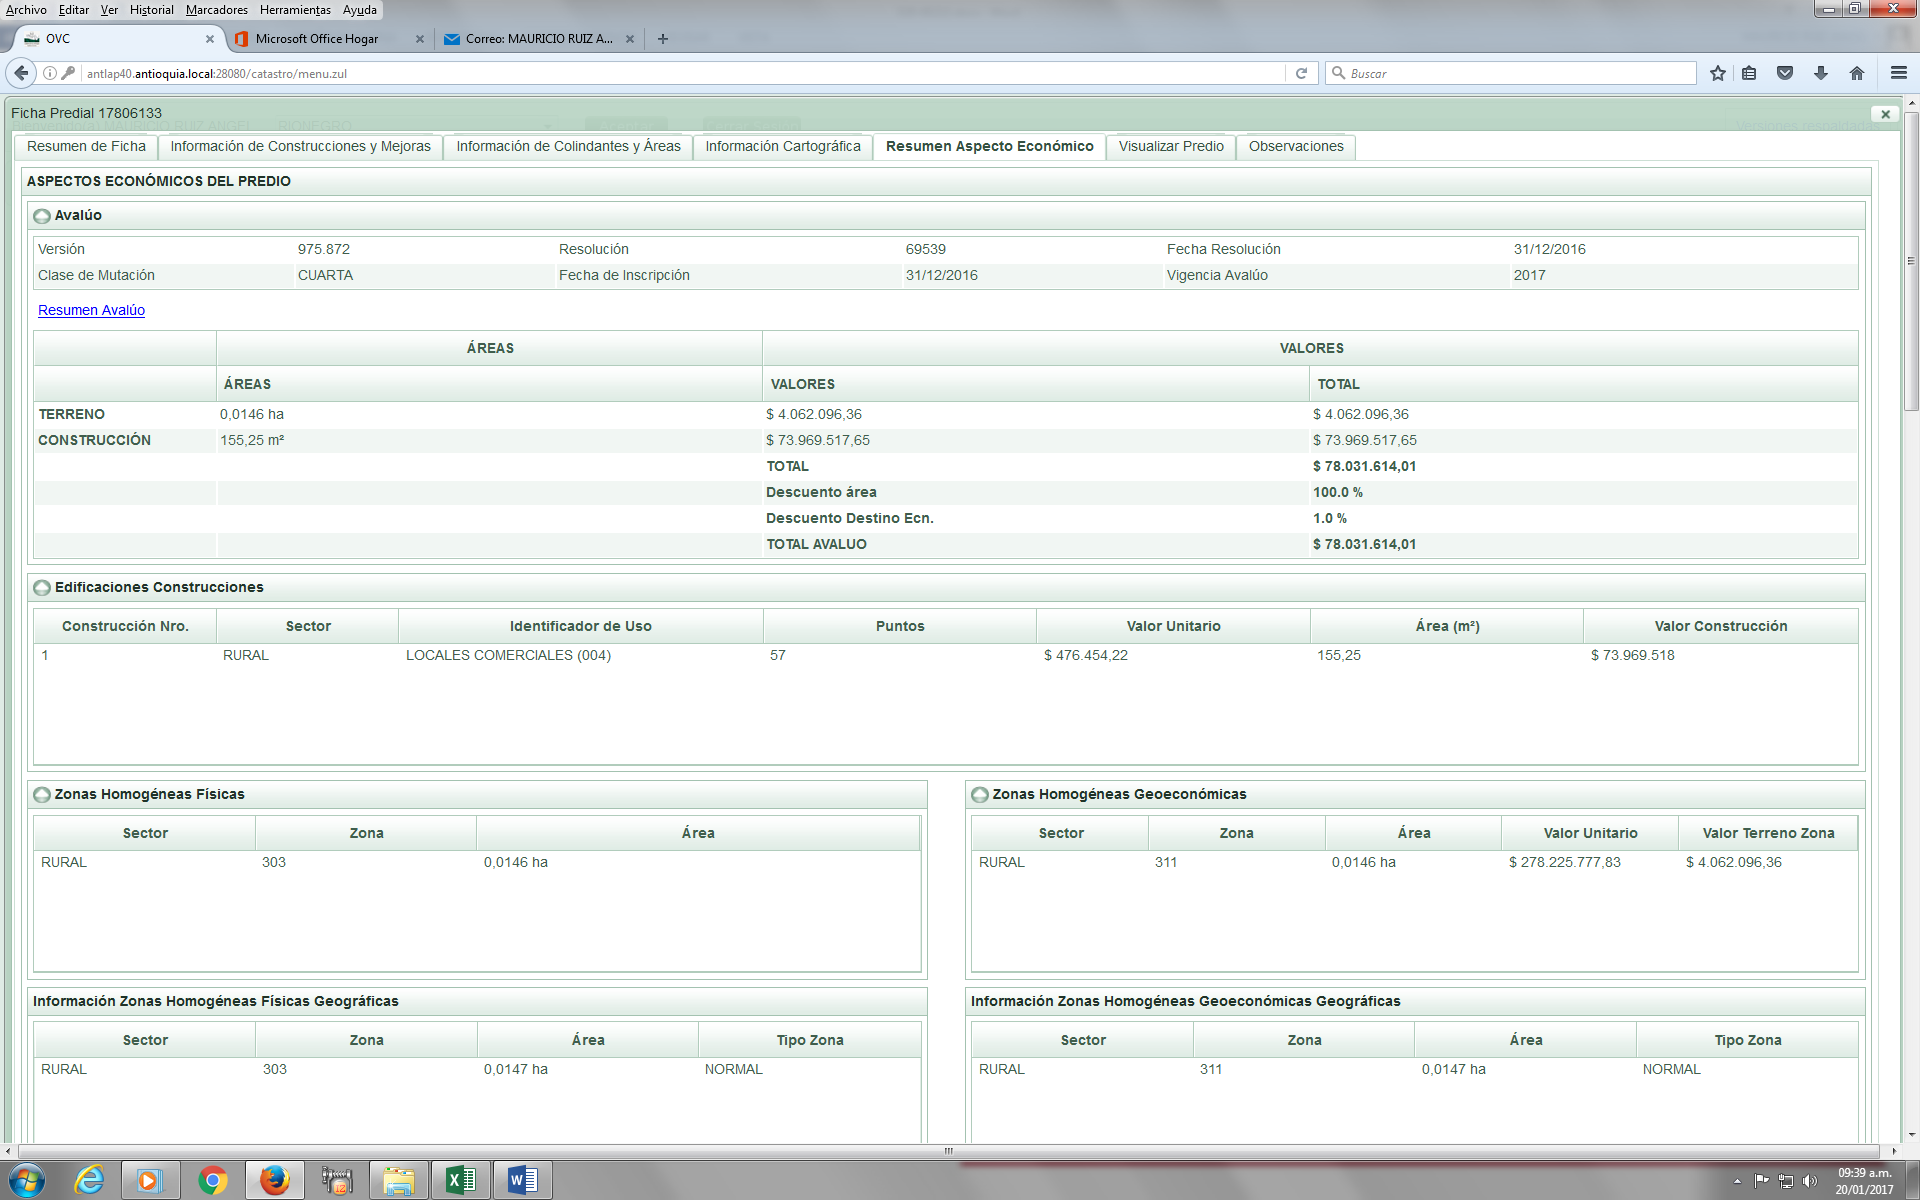 Archivo Editar Ver Historial Marcadores Herramientas Ayuda
OVC Microsoft Office Hogar Correo: MAURICIO RUIZ A...
antlap40.antioquia.local:28080/catastro/menu.zul Buscar
Ficha Predial 17806133
Resumen de Ficha Información de Construcciones y Mejoras Información de Colindantes y Áreas Información Cartográfica Resumen Aspecto Económico Visualizar Predio Observaciones
ASPECTOS ECONÓMICOS DEL PREDIO
Avalúo
Versión 975.872 Resolución 69539 Fecha Resolución 31/12/2016
Clase de Mutación CUARTA Fecha de Inscripción 31/12/2016 Vigencia Avalúo 2017
Resumen Avalúo
ÁREAS VALORES
ÁREAS VALORES TOTAL
TERRENO 0,0146 ha $ 4.062.096,36 $ 4.062.096,36
CONSTRUCCIÓN 155,25 m² $ 73.969.517,65 $ 73.969.517,65
TOTAL $ 78.031.614,01
Descuento área 100.0 %
Descuento Destino Ecn. 1.0 %
TOTAL AVALUO $ 78.031.614,01
Edificaciones Construcciones
Construcción Nro. Sector Identificador de Uso Puntos Valor Unitario Área (m²) Valor Construcción
1 RURAL LOCALES COMERCIALES (004) 57 $ 476.454,22 155,25 $ 73.969.518
Zonas Homogéneas Físicas
Sector Zona Área
RURAL 303 0,0146 ha
Zonas Homogéneas Geoeconómicas
Sector Zona Área Valor Unitario Valor Terreno Zona
RURAL 311 0,0146 ha $ 278.225.777,83 $ 4.062.096,36
Información Zonas Homogéneas Físicas Geográficas
Sector Zona Área Tipo Zona
RURAL 303 0,0147 ha NORMAL
Información Zonas Homogéneas Geoeconómicas Geográficas
Sector Zona Área Tipo Zona
RURAL 311 0,0147 ha NORMAL
09:39 a.m.
20/01/2017